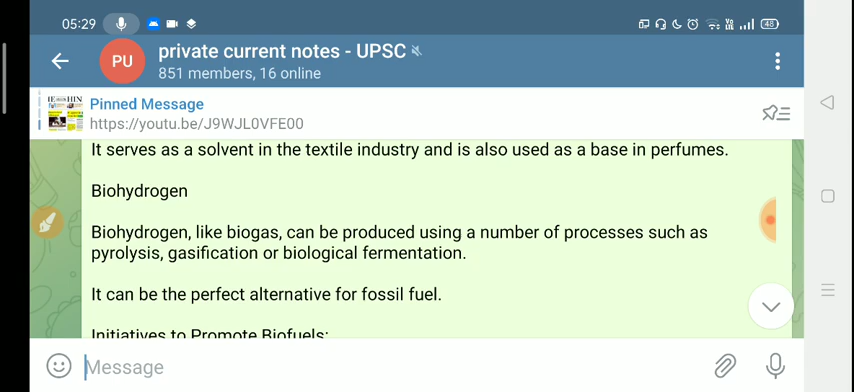 05:29
48
PU
private current notes - UPSC
851 members, 16 online
Pinned Message
https://youtu.be/J9WJL0VFE00
It serves as a solvent in the textile industry and is also used as a base in perfumes.
Biohydrogen
Biohydrogen, like biogas, can be produced using a number of processes such as
pyrolysis, gasification or biological fermentation.
It can be the perfect alternative for fossil fuel.
Initiatives to Promote Biofuels:
Message